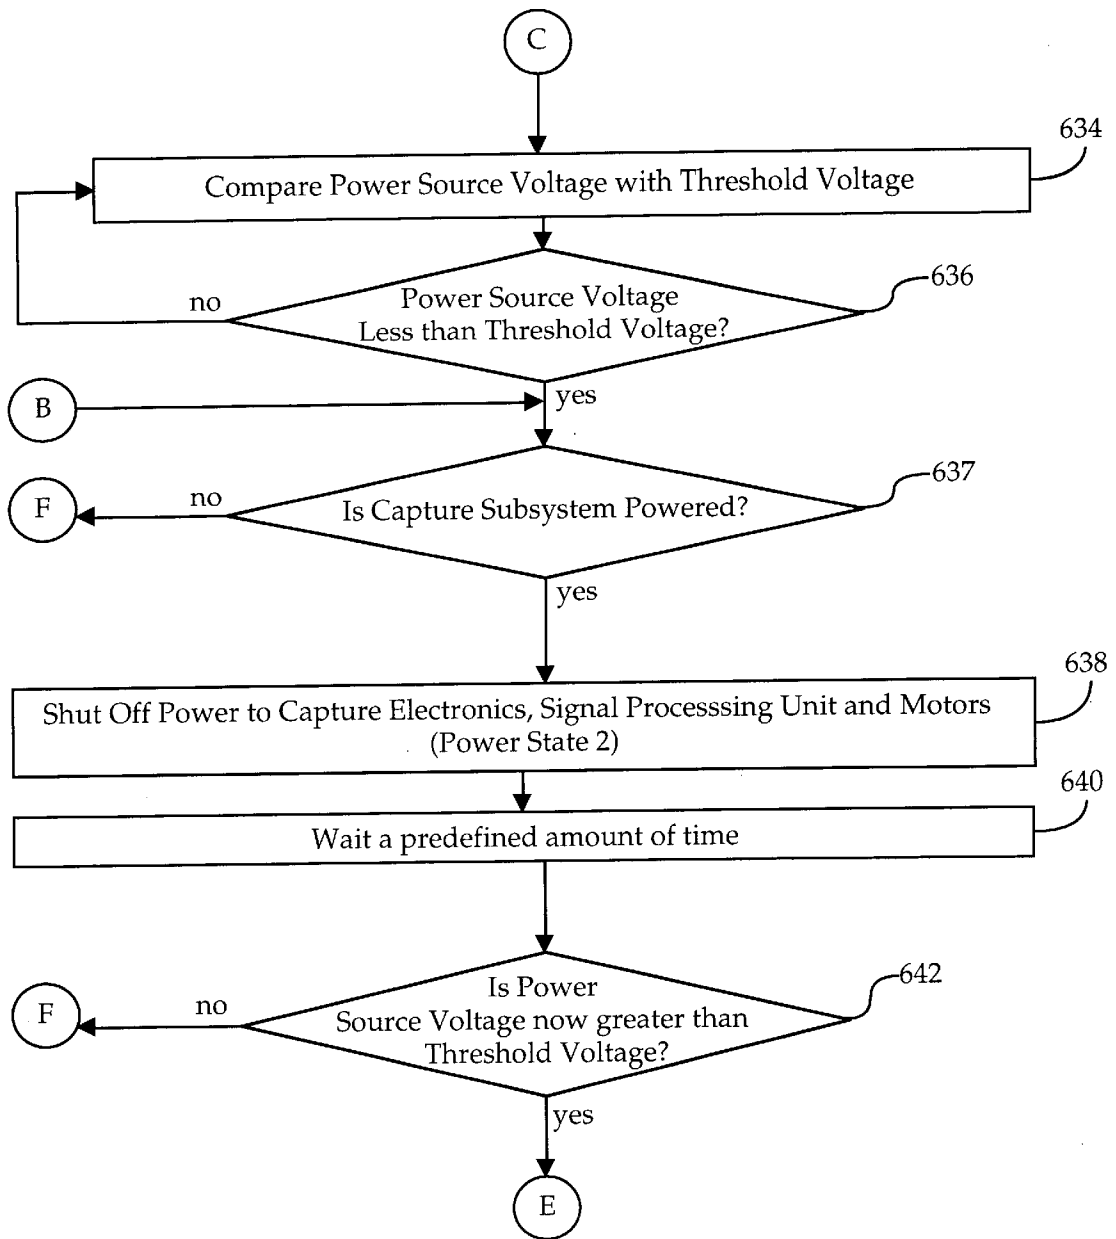 C
634
Compare Power Source Voltage with Threshold Voltage
636
no
Power Source Voltage
Less than Threshold Voltage?
B
yes
637
F
no
Is Capture Subsystem Powered?
yes
638
Shut Off Power to Capture Electronics, Signal Processsing Unit and Motors
(Power State 2)
640
Wait a predefined amount of time
642
F
no
Is Power
Source Voltage now greater than
Threshold Voltage?
yes
E